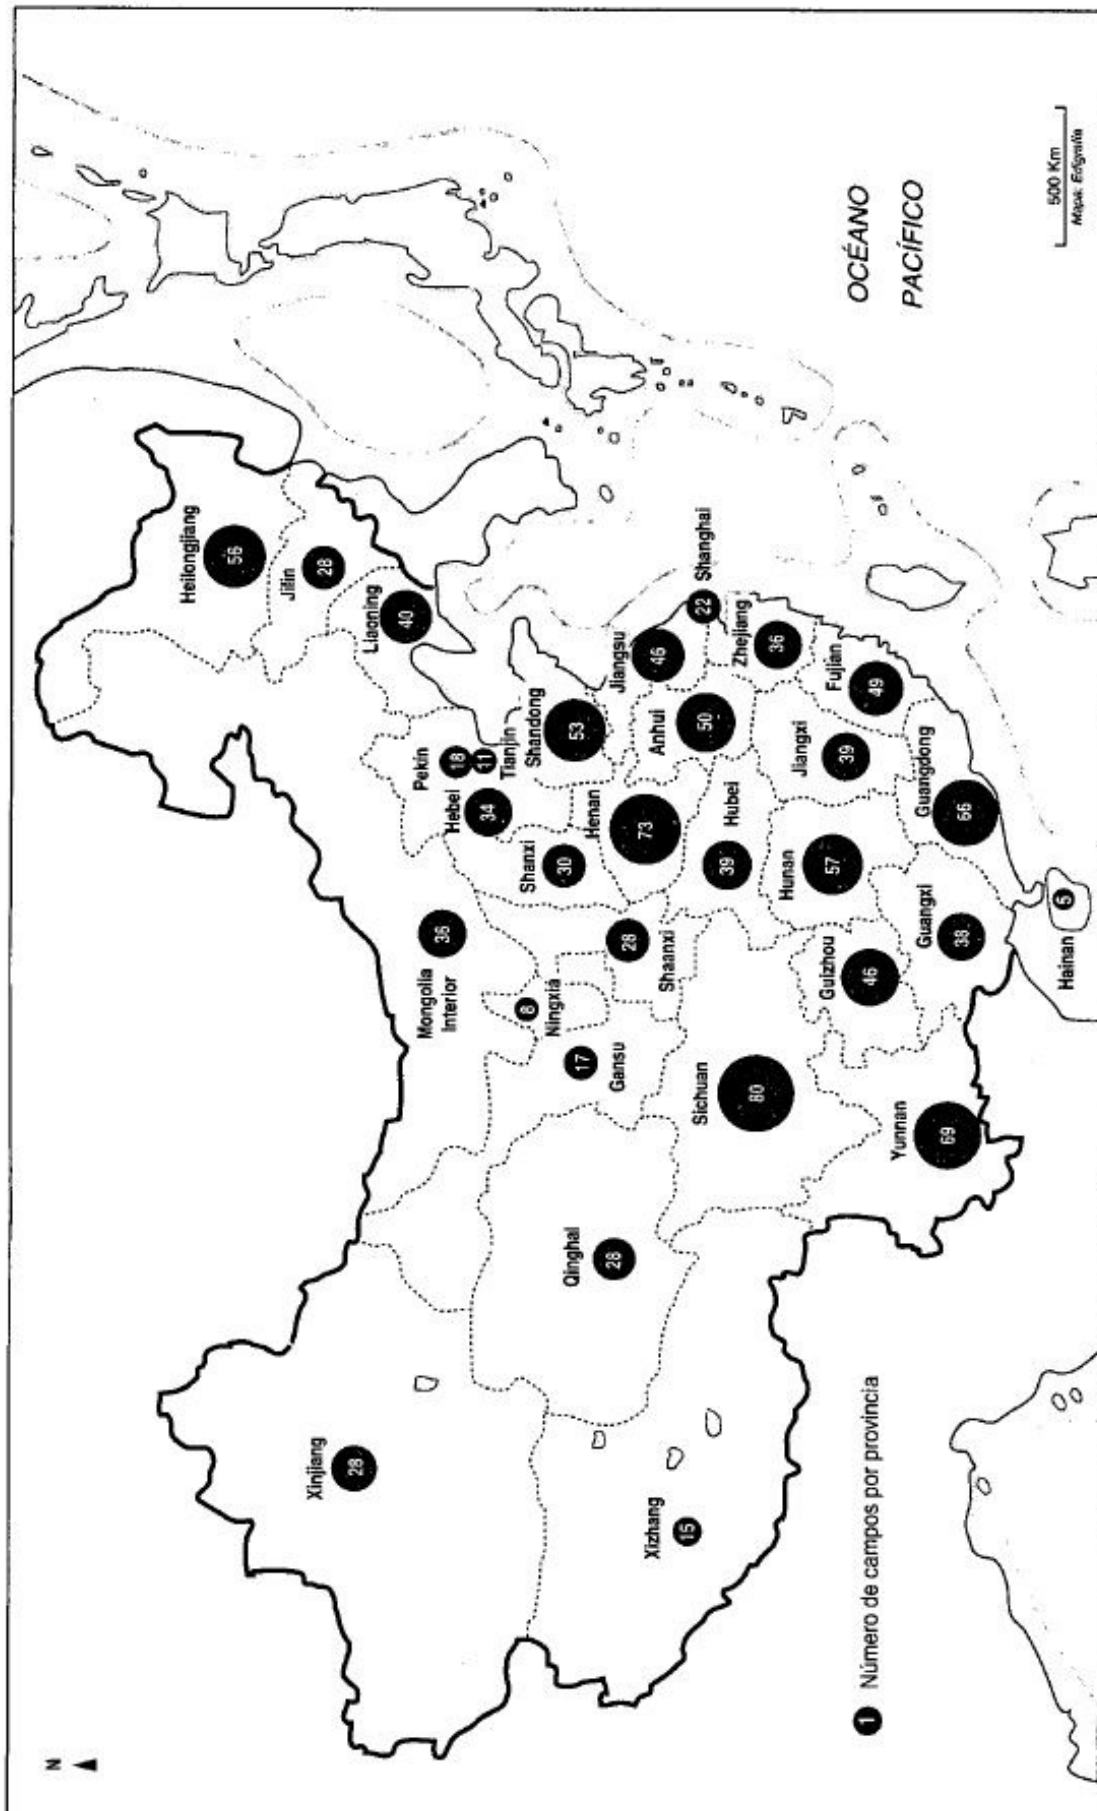 N
Heilongjiang
56
Jilin
28
Liaoning
40
Xinjiang
28
Mongolia
Interior
36
Pekin
18
Hebei
34
11
Tianjin
Shanxi
30
Shandong
53
Ningxia
8
17
Gansu
Qinghai
28
28
Shaanxi
Henan
73
Jiangsu
46
Xizhang
15
Sichuan
80
39
Hubei
Anhui
50
22
Shanghai
Zhejiang
36
Hunan
57
Jiangxi
39
Fujian
49
Guizhou
46
Yunnan
69
Guangxi
38
Guangdong
66
Hainan
5
OCÉANO
PACÍFICO
1 Número de campos por provincia
500 Km
Mapa: Edigrafía